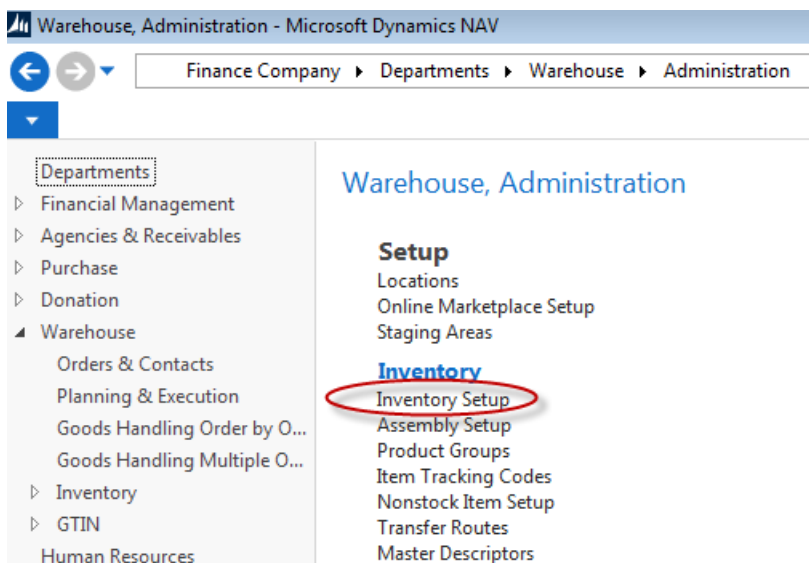 Warehouse, Administration - Microsoft Dynamics NAV
Finance Company ▸ Departments ▸ Warehouse ▸ Administration
Departments
Financial Management
Agencies & Receivables
Purchase
Donation
Warehouse
Orders & Contacts
Planning & Execution
Goods Handling Order by O...
Goods Handling Multiple O...
Inventory
GTIN
Human Resources
Warehouse, Administration
Setup
Locations
Online Marketplace Setup
Staging Areas
Inventory
Inventory Setup
Assembly Setup
Product Groups
Item Tracking Codes
Nonstock Item Setup
Transfer Routes
Master Descriptors